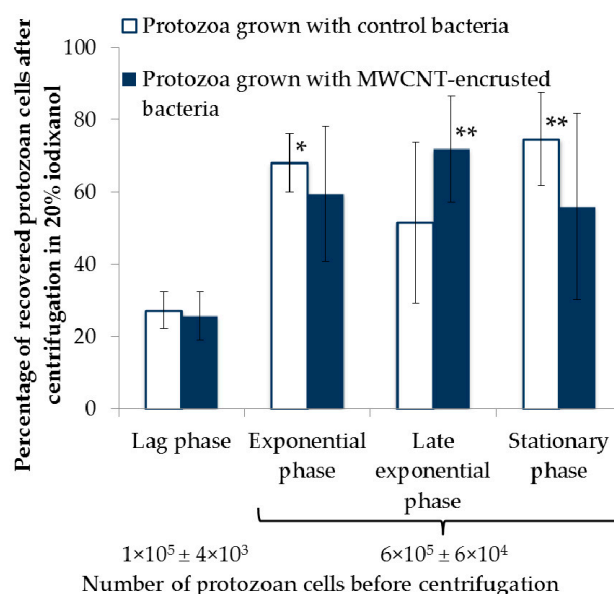 Protozoa grown with control bacteria
Protozoa grown with MWCNT-encrusted
bacteria
Percentage of recovered protozoan cells after
centrifugation in 20% iodixanol
100
80
60
40
20
0
*
**
**
Lag phase
Exponential
phase
Late
exponential
phase
Stationary
phase
1×10⁵ ± 4×10³
6×10⁵ ± 6×10⁴
Number of protozoan cells before centrifugation